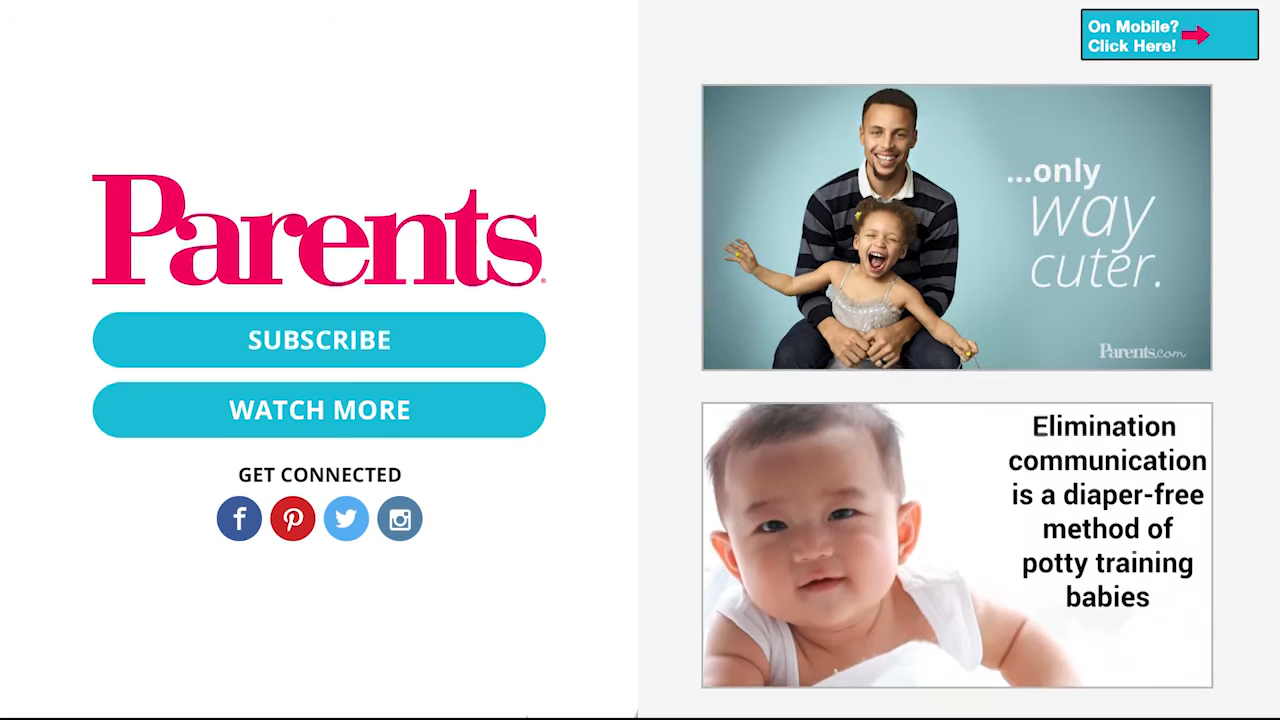 On Mobile?
Click Here!
Parents
SUBSCRIBE
WATCH MORE
GET CONNECTED
...only
way
cuter.
Parents.com
Elimination
communication
is a diaper-free
method of
potty training
babies